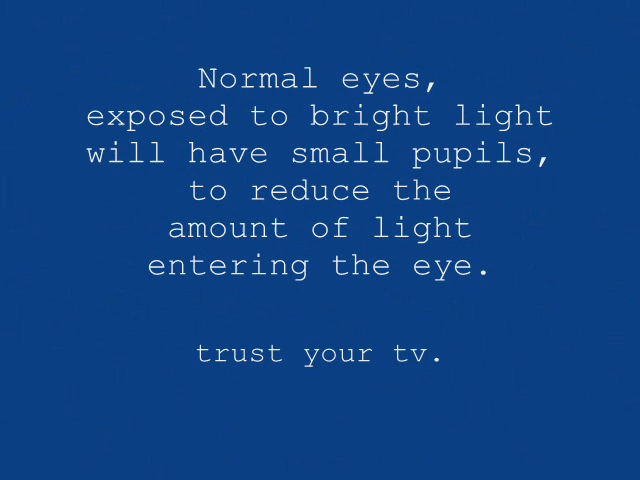 Normal eyes,
exposed to bright light
will have small pupils,
to reduce the
amount of light
entering the eye.
trust your tv.